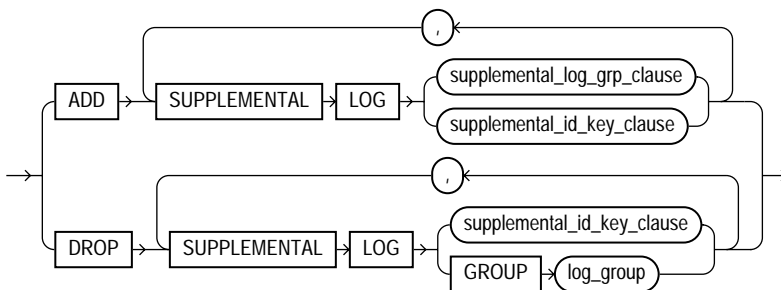 ,
supplemental_log_grp_clause
ADD SUPPLEMENTAL LOG
supplemental_id_key_clause
,
supplemental_id_key_clause
DROP SUPPLEMENTAL LOG
GROUP log_group